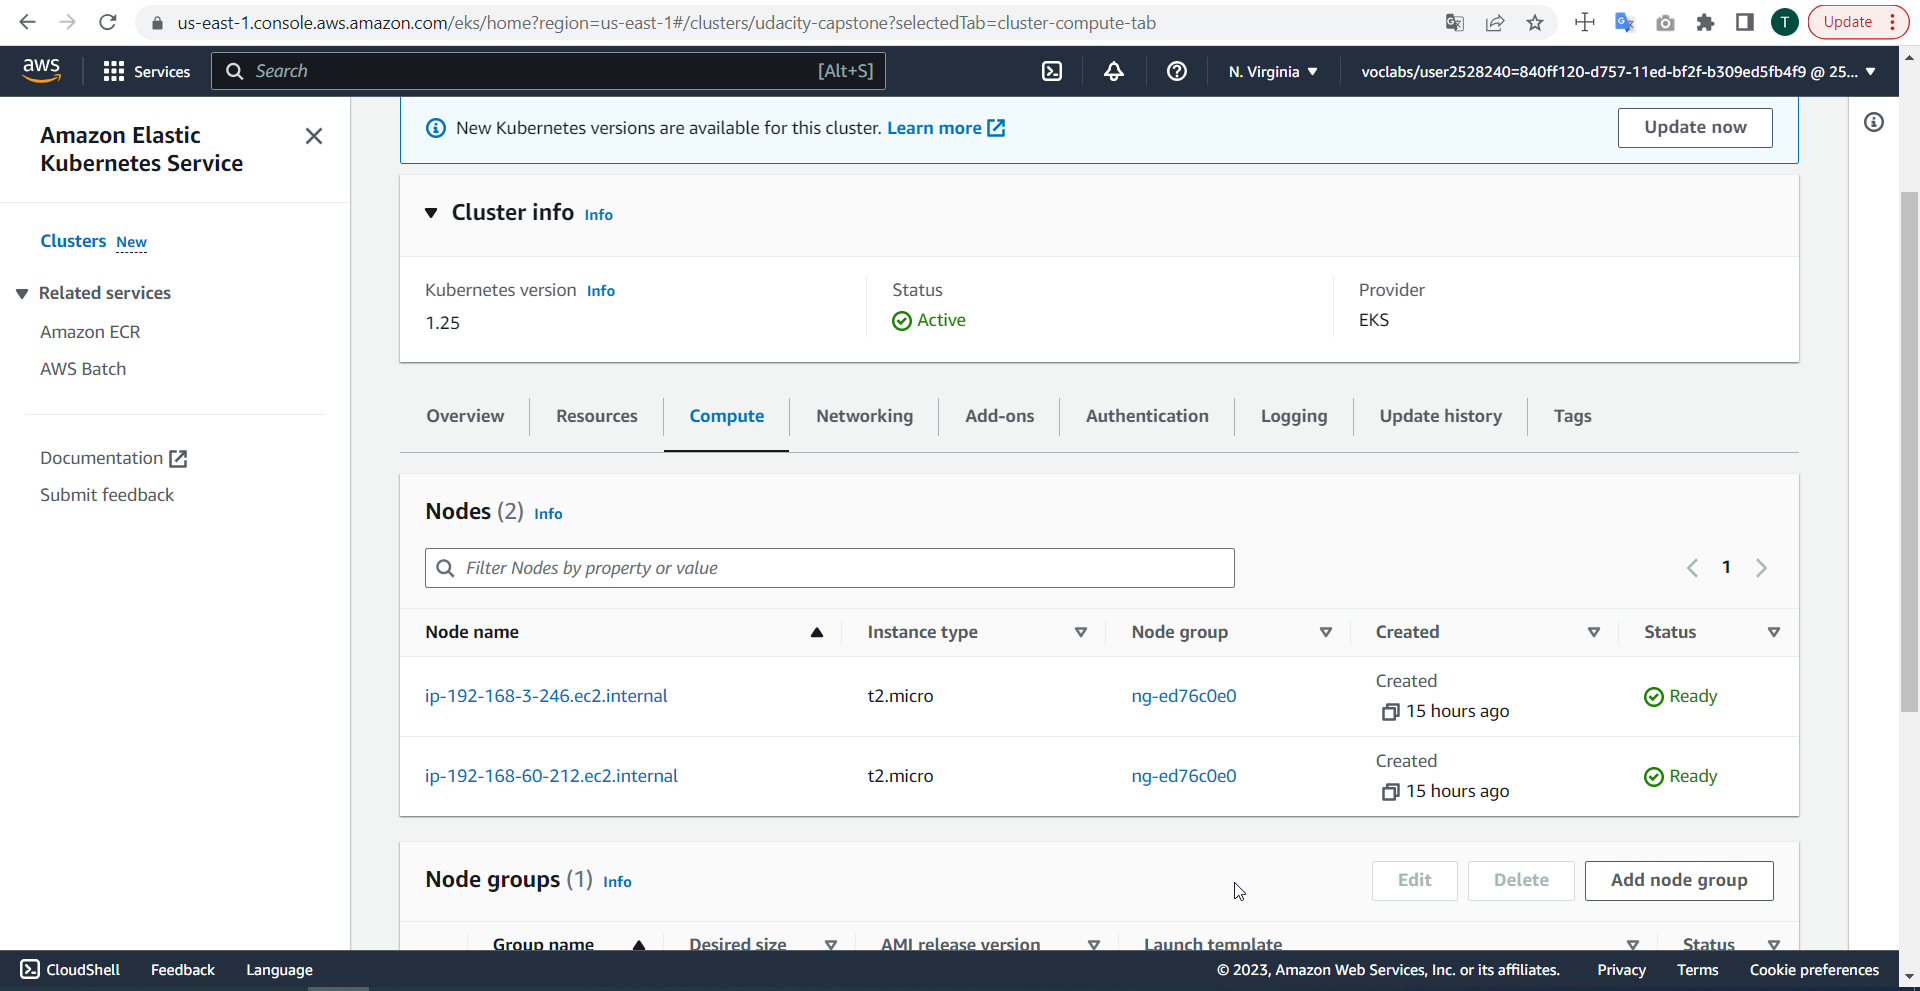 us-east-1.console.aws.amazon.com/eks/home?region=us-east-1#/clusters/udacity-capstone?selectedTab=cluster-compute-tab
T
Update
aws
Services
Search
[Alt+S]
N. Virginia
voclabs/user2528240=840ff120-d757-11ed-bf2f-b309ed5fb4f9 @ 25...
Amazon Elastic
Kubernetes Service
Clusters New
Related services
Amazon ECR
AWS Batch
Documentation
Submit feedback
New Kubernetes versions are available for this cluster. Learn more
Update now
Cluster info Info
Kubernetes version Info
1.25
Status
Active
Provider
EKS
Overview
Resources
Compute
Networking
Add-ons
Authentication
Logging
Update history
Tags
Nodes (2) Info
Filter Nodes by property or value
1
Node name
Instance type
Node group
Created
Status
ip-192-168-3-246.ec2.internal
t2.micro
ng-ed76c0e0
Created
15 hours ago
Ready
ip-192-168-60-212.ec2.internal
t2.micro
ng-ed76c0e0
Created
15 hours ago
Ready
Node groups (1) Info
Edit
Delete
Add node group
Group name
Desired size
AMI release version
Launch template
Status
CloudShell
Feedback
Language
© 2023, Amazon Web Services, Inc. or its affiliates.
Privacy
Terms
Cookie preferences